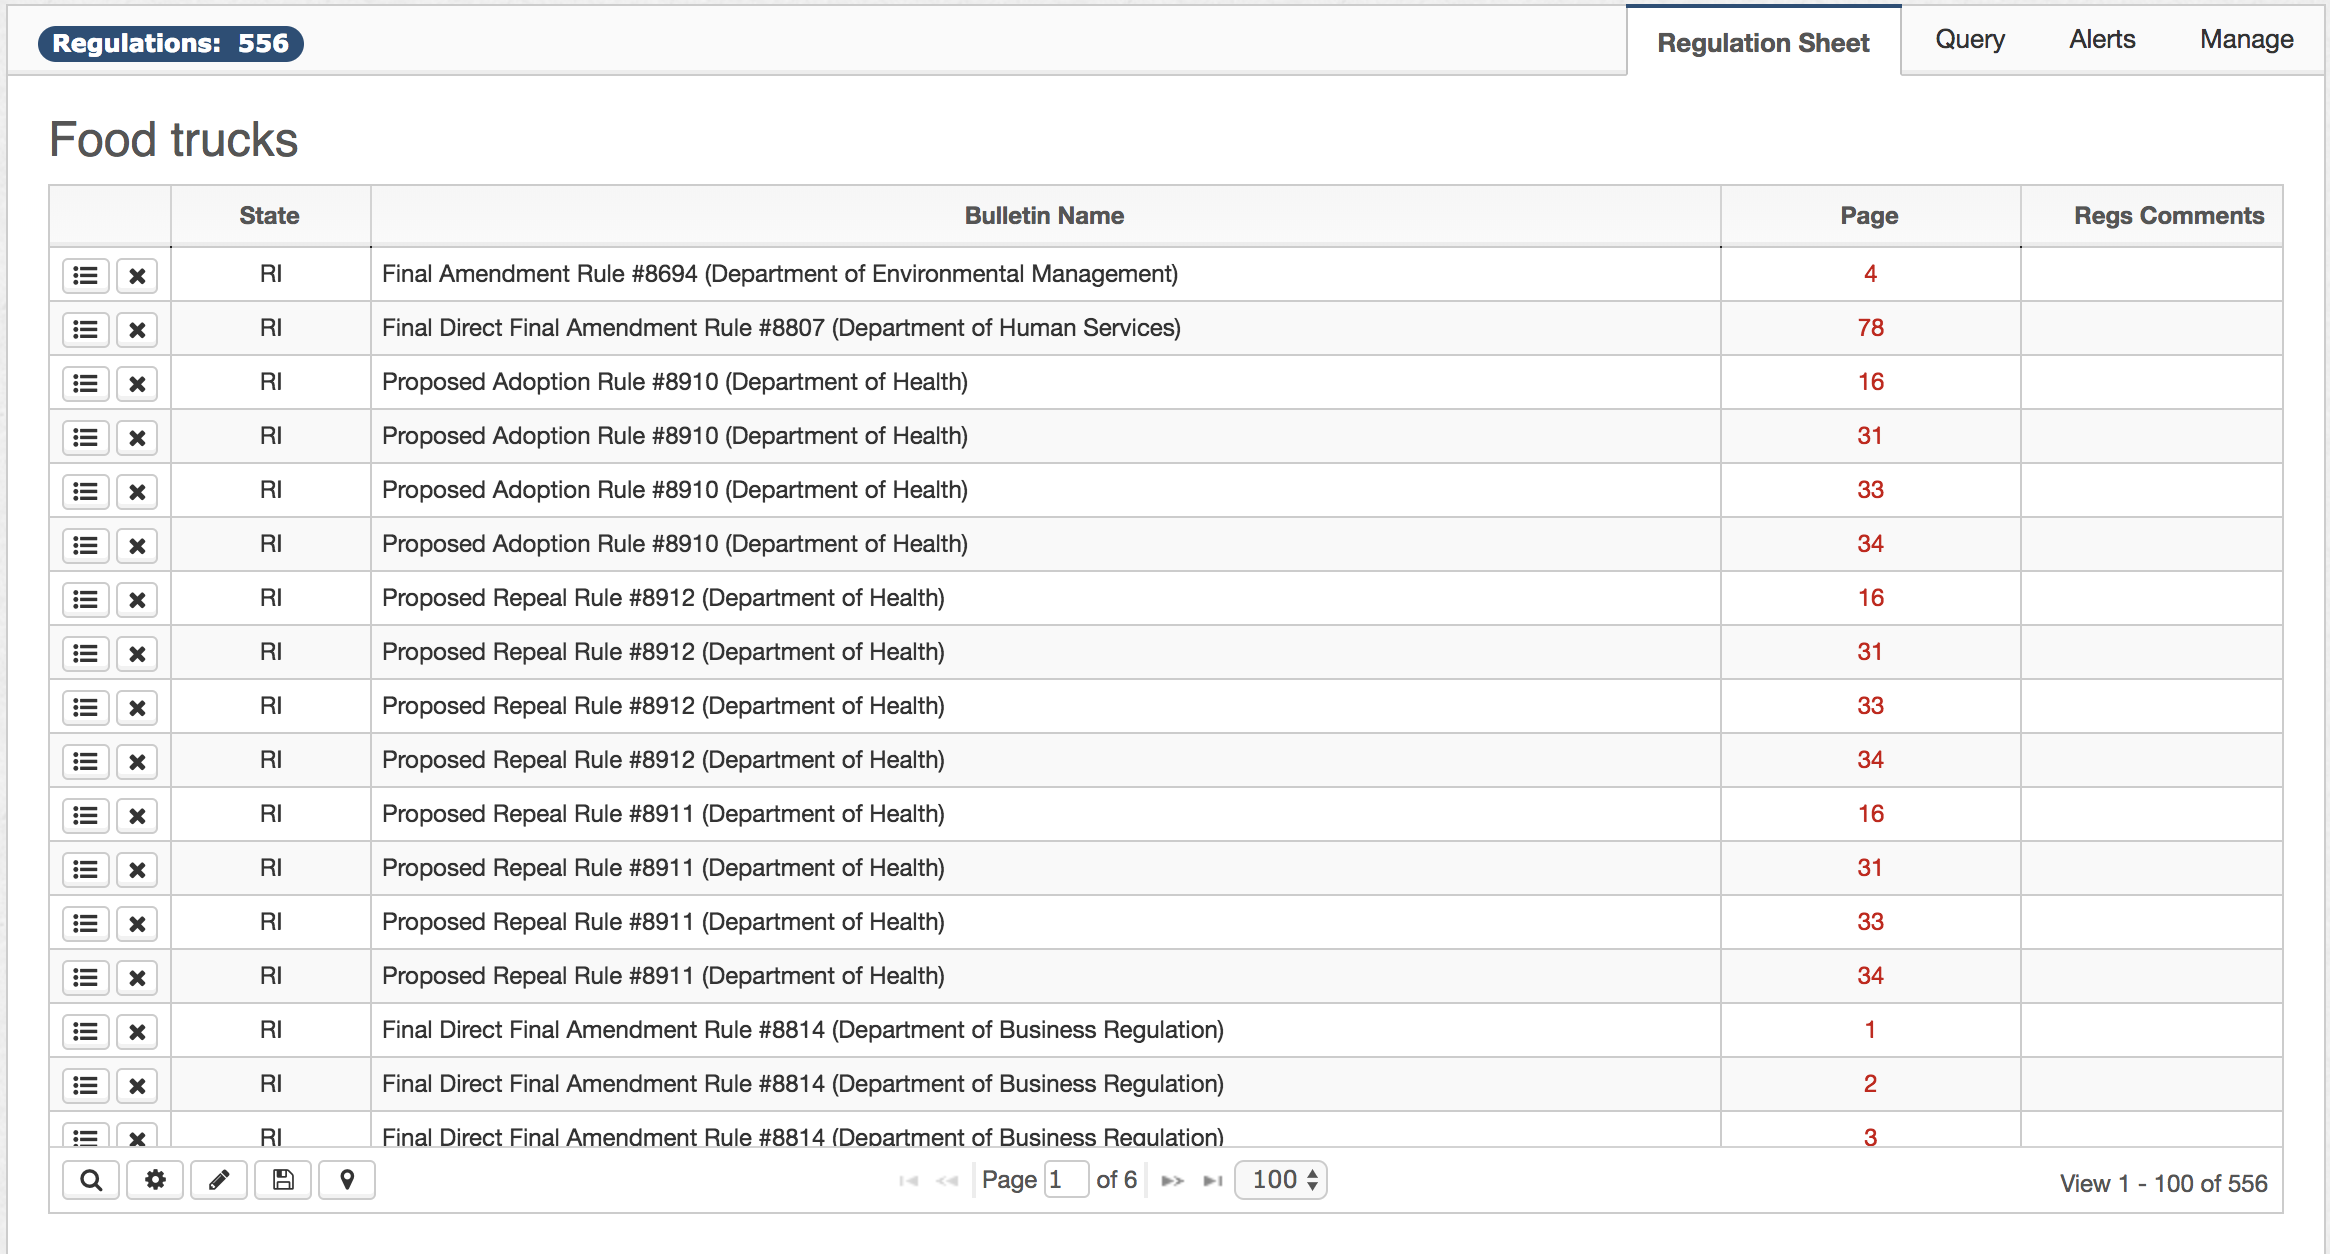 Regulations: 556
Regulation Sheet Query Alerts Manage
Food trucks
State Bulletin Name Page Regs Comments
RI Final Amendment Rule #8694 (Department of Environmental Management) 4
RI Final Direct Final Amendment Rule #8807 (Department of Human Services) 78
RI Proposed Adoption Rule #8910 (Department of Health) 16
RI Proposed Adoption Rule #8910 (Department of Health) 31
RI Proposed Adoption Rule #8910 (Department of Health) 33
RI Proposed Adoption Rule #8910 (Department of Health) 34
RI Proposed Repeal Rule #8912 (Department of Health) 16
RI Proposed Repeal Rule #8912 (Department of Health) 31
RI Proposed Repeal Rule #8912 (Department of Health) 33
RI Proposed Repeal Rule #8912 (Department of Health) 34
RI Proposed Repeal Rule #8911 (Department of Health) 16
RI Proposed Repeal Rule #8911 (Department of Health) 31
RI Proposed Repeal Rule #8911 (Department of Health) 33
RI Proposed Repeal Rule #8911 (Department of Health) 34
RI Final Direct Final Amendment Rule #8814 (Department of Business Regulation) 1
RI Final Direct Final Amendment Rule #8814 (Department of Business Regulation) 2
RI Final Direct Final Amendment Rule #8814 (Department of Business Regulation) 3
Page 1 of 6 100 View 1 - 100 of 556